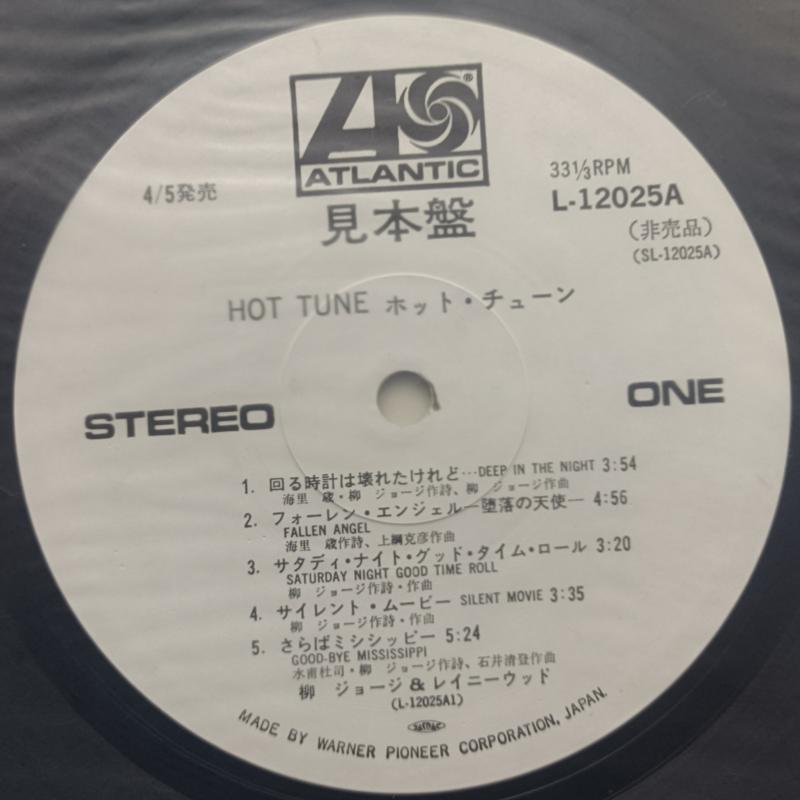 ATLANTIC
®
4/5発売
見本盤
33⅓RPM
L-12025A
(非売品)
(SL-12025A)
HOT TUNE ホット・チューン
STEREO
ONE
1. 回る時計は壊れたけれど…DEEP IN THE NIGHT 3:54
海里 蔵・柳 ジョージ作詩、柳 ジョージ作曲
2. フォーレン・エンジェル―堕落の天使― 4:56
FALLEN ANGEL
海里 蔵作詩、上綱克彦作曲
3. サタディ・ナイト・グッド・タイム・ロール 3:20
SATURDAY NIGHT GOOD TIME ROLL
柳 ジョージ作詩・作曲
4. サイレント・ムービー SILENT MOVIE 3:35
柳 ジョージ作詩・作曲
5. さらばミシシッピー 5:24
GOOD-BYE MISSISSIPPI
水甫杜司・柳 ジョージ作詩、石井清登作曲
柳 ジョージ&レイニーウッド
(L-12025A1)
MADE BY WARNER PIONEER CORPORATION, JAPAN.